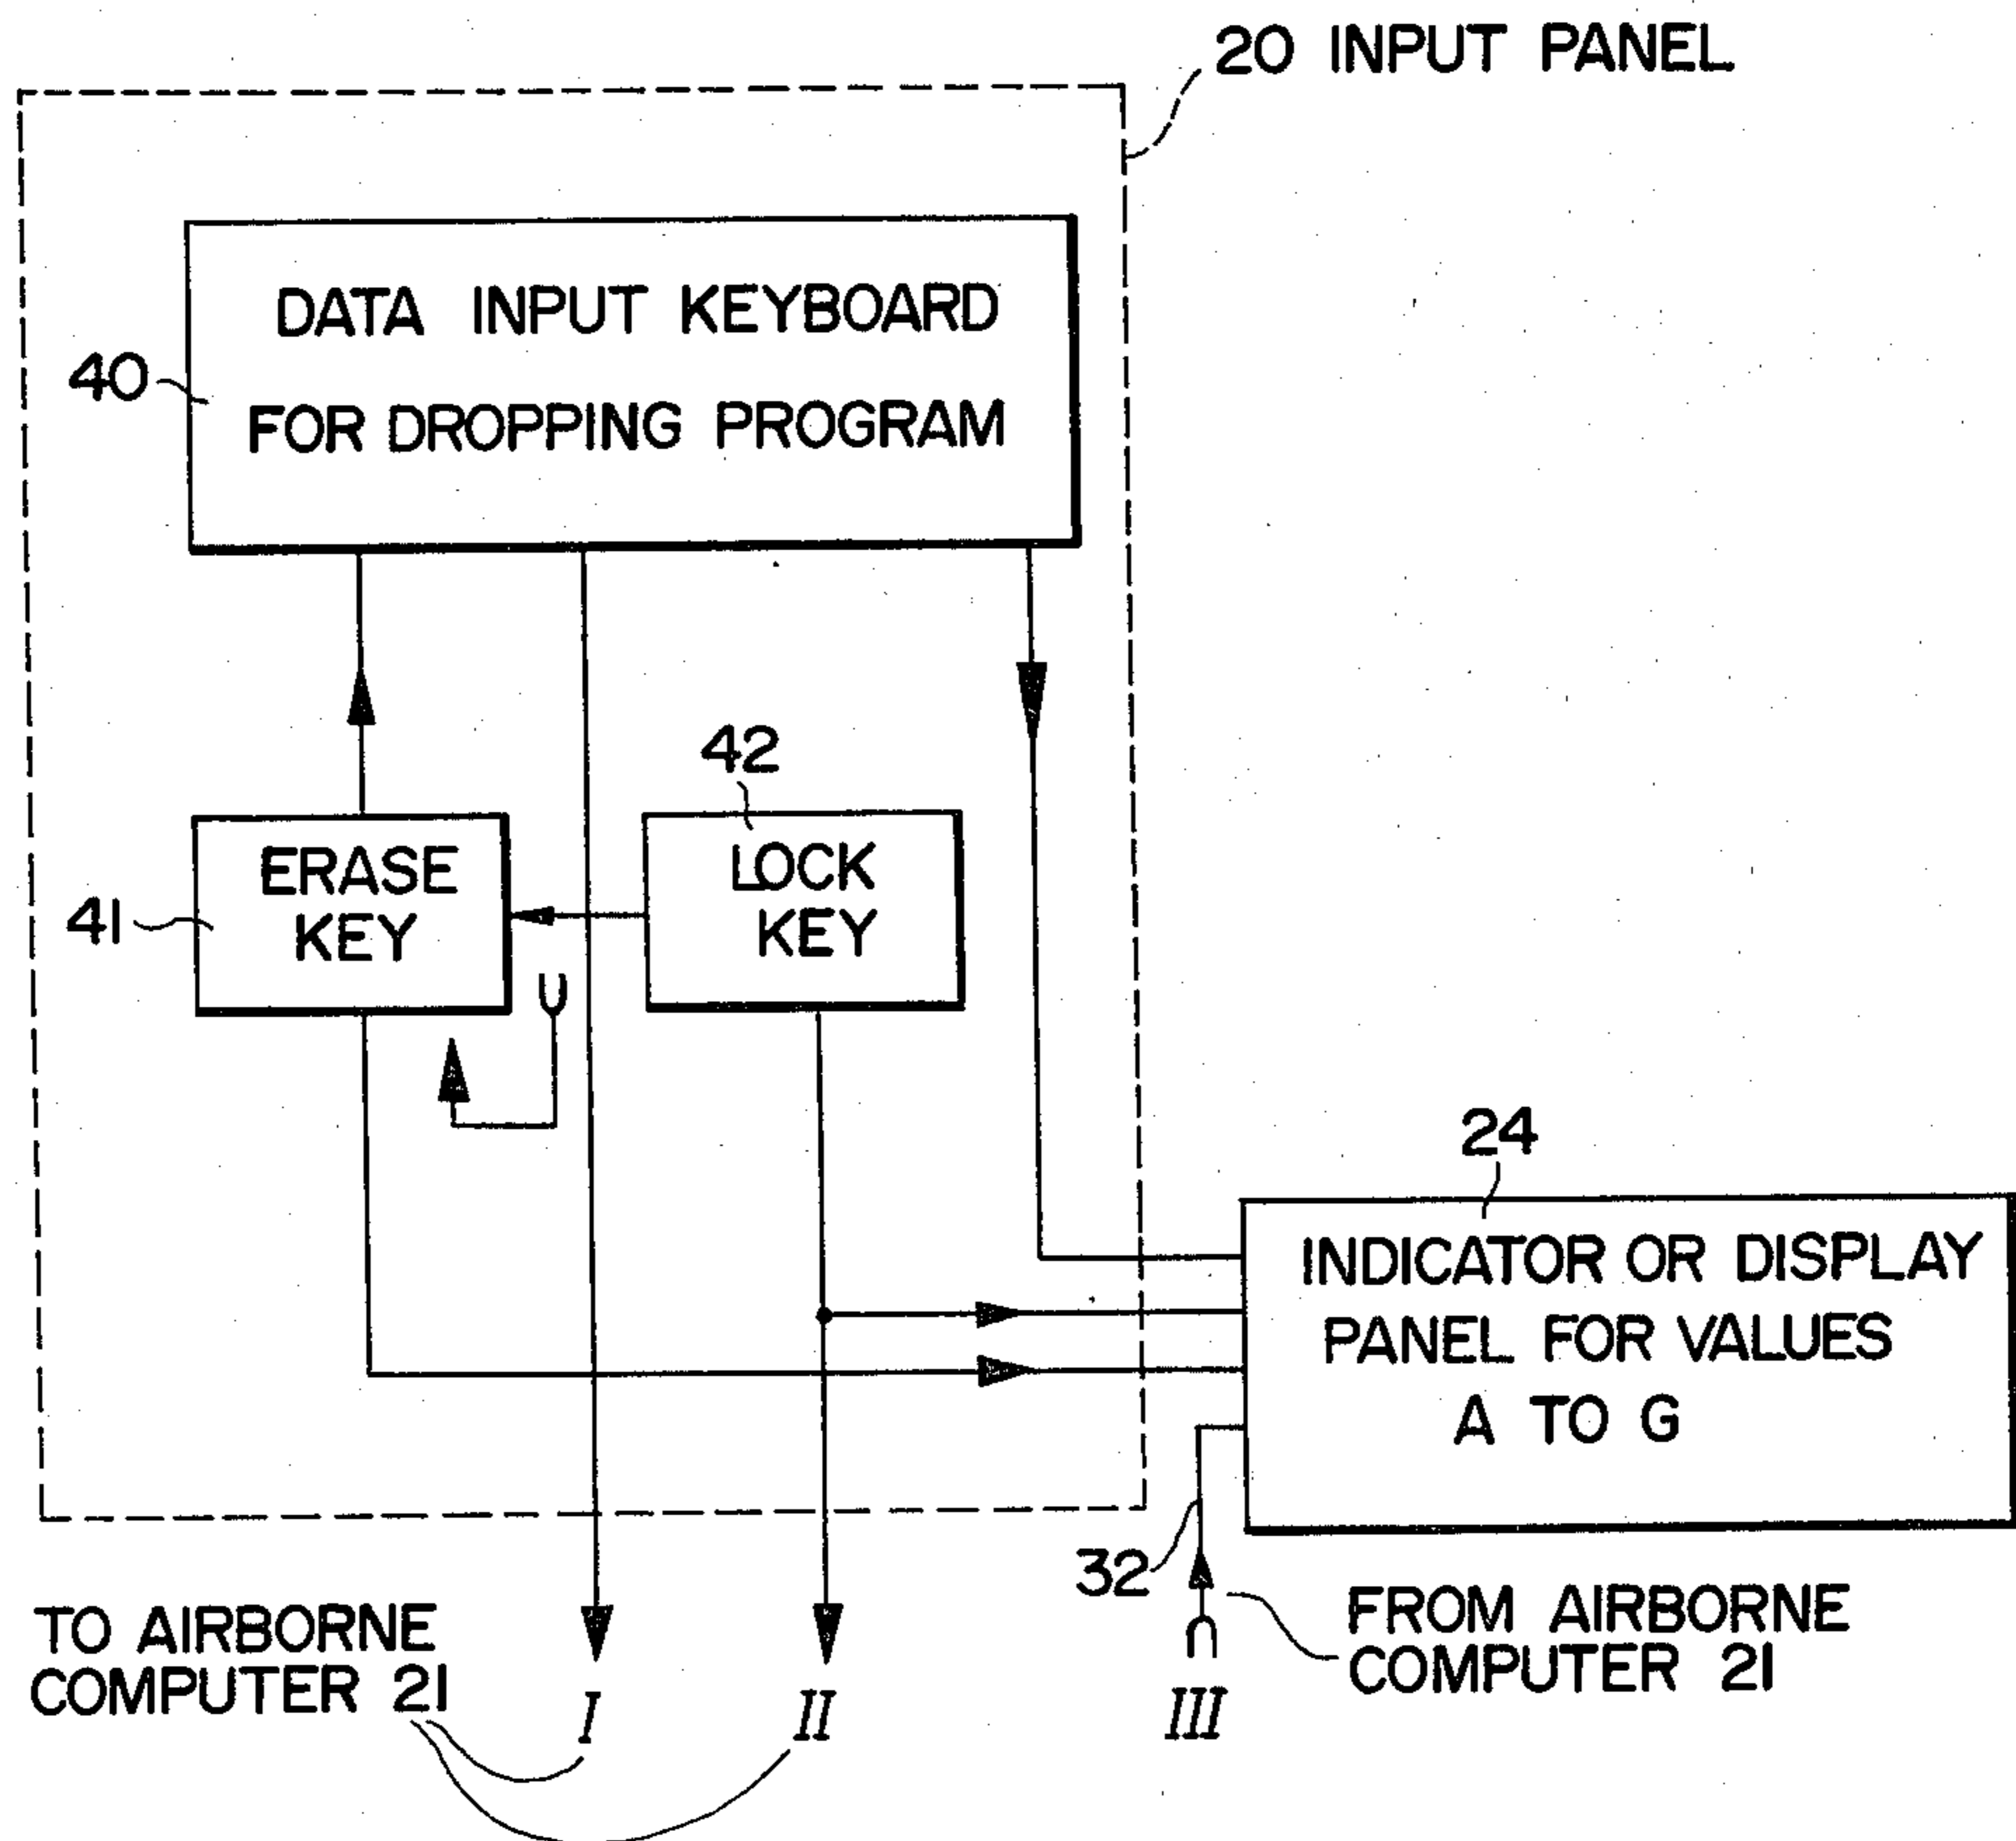 20 INPUT PANEL
DATA INPUT KEYBOARD
FOR DROPPING PROGRAM
40
42
ERASE
KEY
LOCK
KEY
41
24
INDICATOR OR DISPLAY
PANEL FOR VALUES
A TO G
32
TO AIRBORNE
COMPUTER 21
FROM AIRBORNE
COMPUTER 21
I
II
III